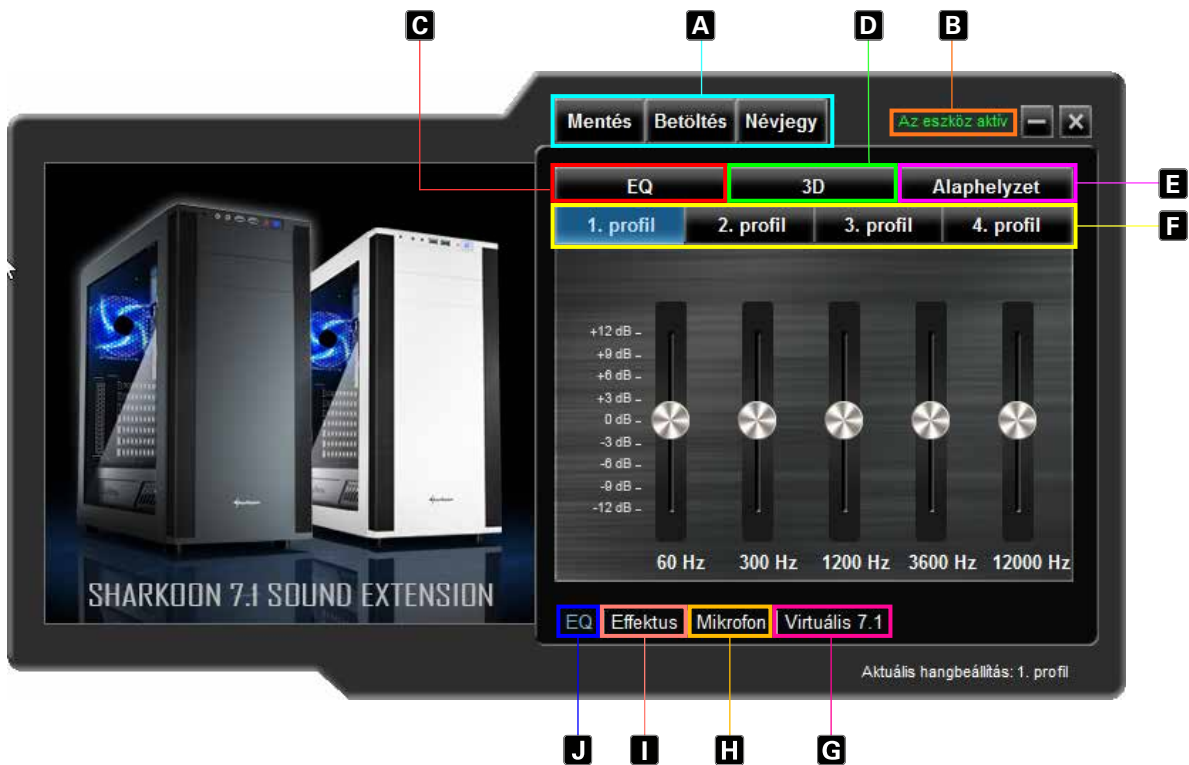 C A D B
Mentés Betöltés Névjegy Az eszköz aktív
EQ 3D Alaphelyzet E
1. profil 2. profil 3. profil 4. profil F
+12 dB
+9 dB
+6 dB
+3 dB
0 dB
-3 dB
-6 dB
-9 dB
-12 dB
60 Hz 300 Hz 1200 Hz 3600 Hz 12000 Hz
SHARKOON 7.1 SOUND EXTENSION
EQ Effektus Mikrofon Virtuális 7.1
Aktuális hangbeállítás: 1. profil
J I H G